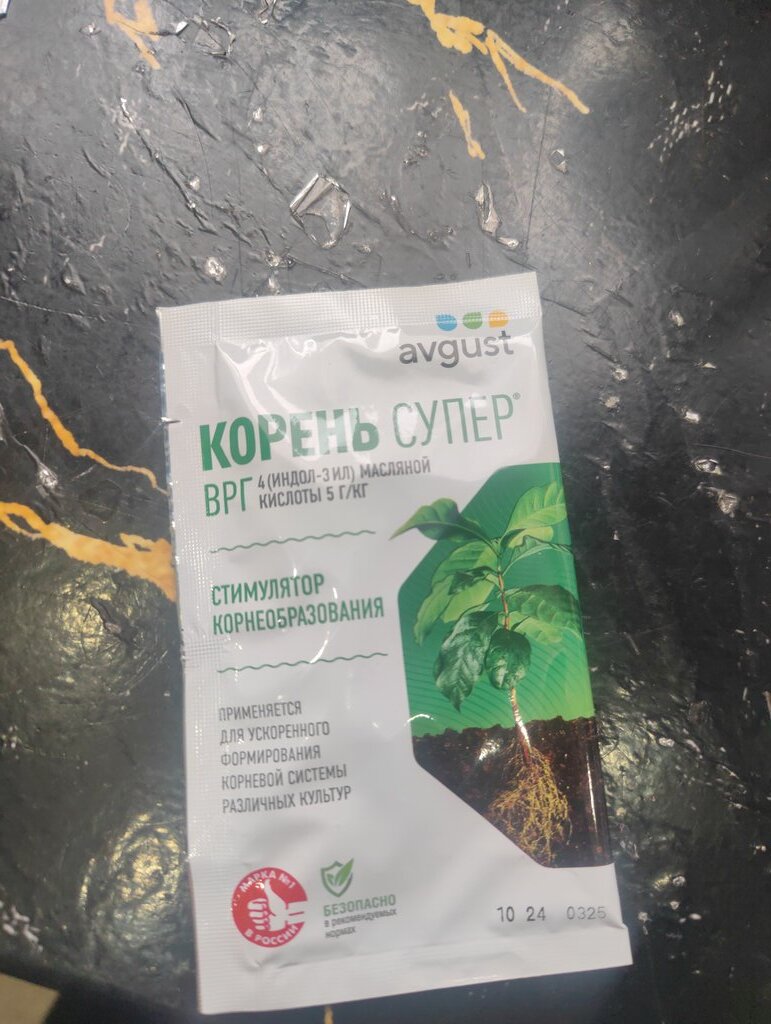 avgust
КОРЕНЬ СУПЕР®
ВРГ 4 (ИНДОЛ-3 ИЛ) МАСЛЯНОЙ
КИСЛОТЫ 5 Г/КГ
СТИМУЛЯТОР
КОРНЕОБРАЗОВАНИЯ
ПРИМЕНЯЕТСЯ
ДЛЯ УСКОРЕННОГО
ФОРМИРОВАНИЯ
КОРНЕВОЙ СИСТЕМЫ
РАЗЛИЧНЫХ КУЛЬТУР
МАРКА №1
В РОССИИ
БЕЗОПАСНО
в рекомендуемых
нормах
10 24 0325